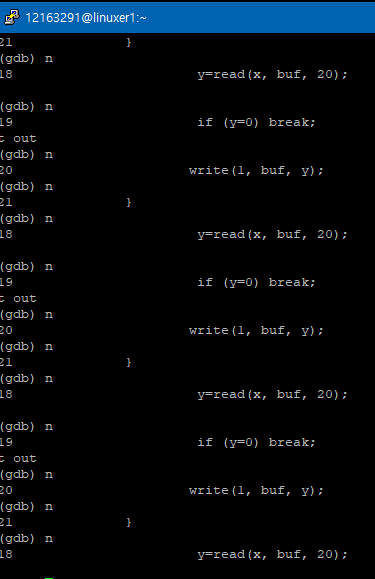 12163291@linuxer1:~
21 }
(gdb) n
18 y=read(x, buf, 20);
(gdb) n
19 if (y=0) break;
t out
(gdb) n
20 write(1, buf, y);
(gdb) n
21 }
(gdb) n
18 y=read(x, buf, 20);
(gdb) n
19 if (y=0) break;
t out
(gdb) n
20 write(1, buf, y);
(gdb) n
21 }
(gdb) n
18 y=read(x, buf, 20);
(gdb) n
19 if (y=0) break;
t out
(gdb) n
20 write(1, buf, y);
(gdb) n
21 }
(gdb) n
18 y=read(x, buf, 20);